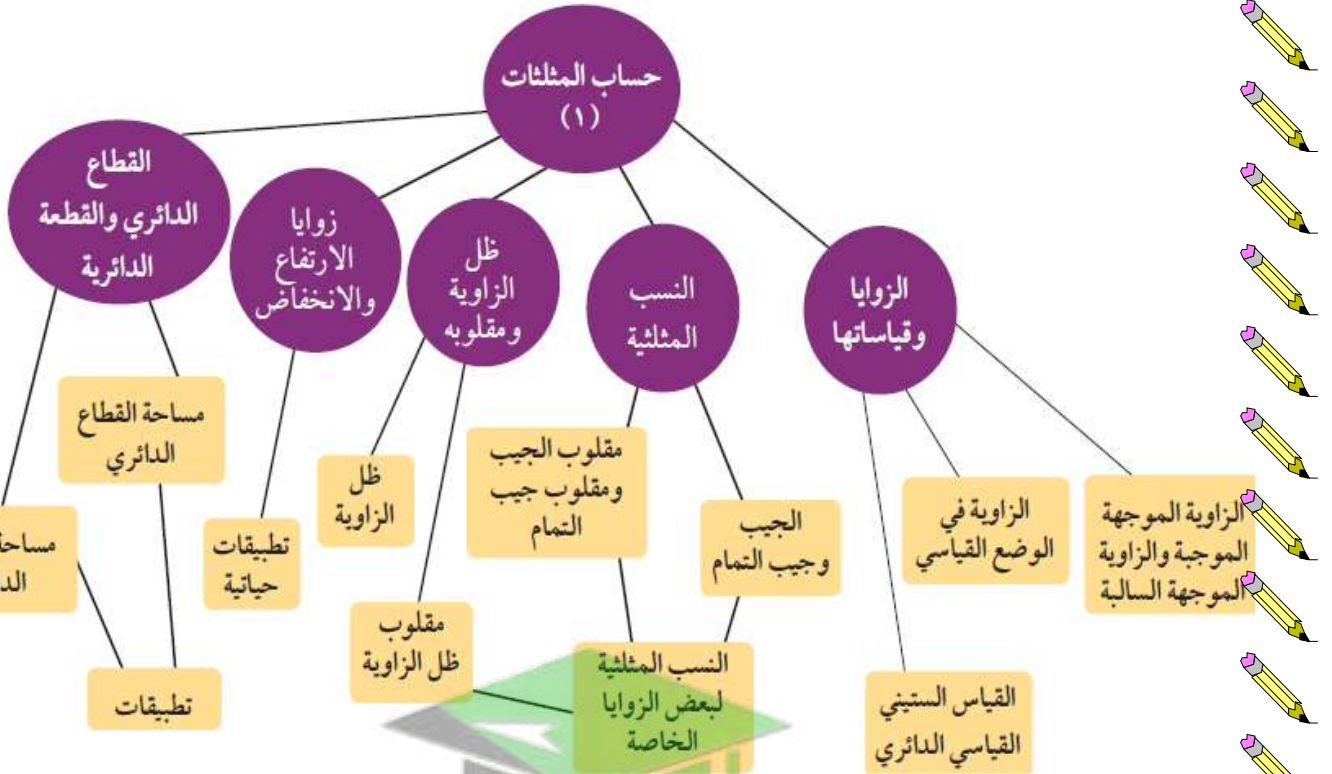 حساب المثلثات
(١)
الزوايا
وقياساتها
النسب
المثلثية
ظل
الزاوية
ومقلوبه
زوايا
الارتفاع
والانخفاض
القطاع
الدائري والقطعة
الدائرية
الزاوية الموجهة
الموجبة والزاوية
الموجهة السالبة
الزاوية في
الوضع القياسي
القياس الستيني
القياسي الدائري
الجيب
وجيب التمام
مقلوب الجيب
ومقلوب جيب
التمام
النسب المثلثية
لبعض الزوايا
الخاصة
ظل
الزاوية
مقلوب
ظل الزاوية
تطبيقات
حياتية
مساحة القطاع
الدائري
تطبيقات